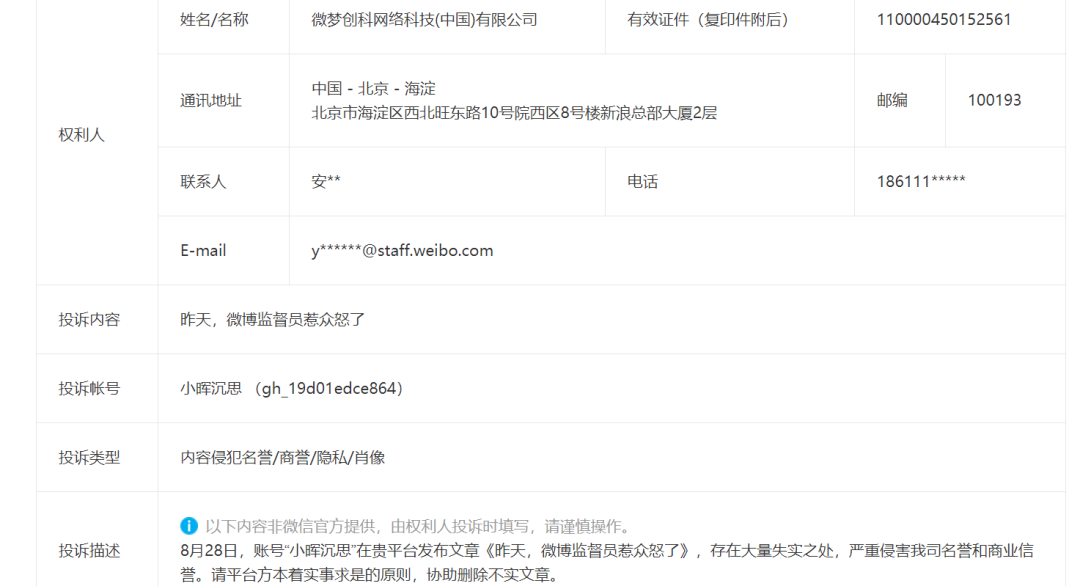 姓名/名称 微梦创科网络科技(中国)有限公司 有效证件（复印件附后） 110000450152561
中国 - 北京 - 海淀
通讯地址 北京市海淀区西北旺东路10号院西区8号楼新浪总部大厦2层 邮编 100193
权利人
联系人 安** 电话 186111*****
E-mail y******@staff.weibo.com
投诉内容 昨天，微博监督员惹众怒了
投诉帐号 小晖沉思 （gh_19d01edce864）
投诉类型 内容侵犯名誉/商誉/隐私/肖像
以下内容非微信官方提供，由权利人投诉时填写，请谨慎操作。
投诉描述 8月28日，账号“小晖沉思”在贵平台发布文章《昨天，微博监督员惹众怒了》，存在大量失实之处，严重侵害我司名誉和商业信
誉。请平台方本着实事求是的原则，协助删除不实文章。